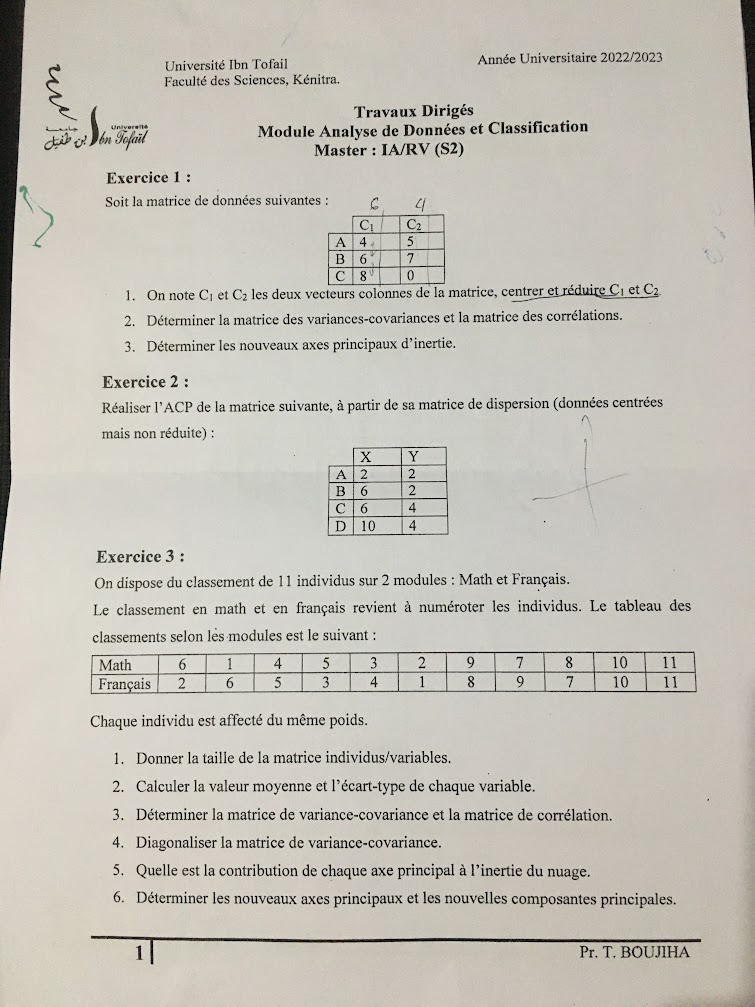 Université Ibn Tofail
Faculté des Sciences, Kénitra.
Année Universitaire 2022/2023
جامعة
ابن طفيل
Université
Ibn Tofaïl
Travaux Dirigés
Module Analyse de Données et Classification
Master : IA/RV (S2)
Exercice 1 :
Soit la matrice de données suivantes :
6 4
C1 C2
A 4 5
B 6 7
C 8 0
1. On note C1 et C2 les deux vecteurs colonnes de la matrice, centrer et réduire C1 et C2.
2. Déterminer la matrice des variances-covariances et la matrice des corrélations.
3. Déterminer les nouveaux axes principaux d'inertie.
Exercice 2 :
Réaliser l'ACP de la matrice suivante, à partir de sa matrice de dispersion (données centrées
mais non réduite) :
X Y
A 2 2
B 6 2
C 6 4
D 10 4
Exercice 3 :
On dispose du classement de 11 individus sur 2 modules : Math et Français.
Le classement en math et en français revient à numéroter les individus. Le tableau des
classements selon les modules est le suivant :
Math 6 1 4 5 3 2 9 7 8 10 11
Français 2 6 5 3 4 1 8 9 7 10 11
Chaque individu est affecté du même poids.
1. Donner la taille de la matrice individus/variables.
2. Calculer la valeur moyenne et l'écart-type de chaque variable.
3. Déterminer la matrice de variance-covariance et la matrice de corrélation.
4. Diagonaliser la matrice de variance-covariance.
5. Quelle est la contribution de chaque axe principal à l'inertie du nuage.
6. Déterminer les nouveaux axes principaux et les nouvelles composantes principales.
1
Pr. T. BOUJIHA